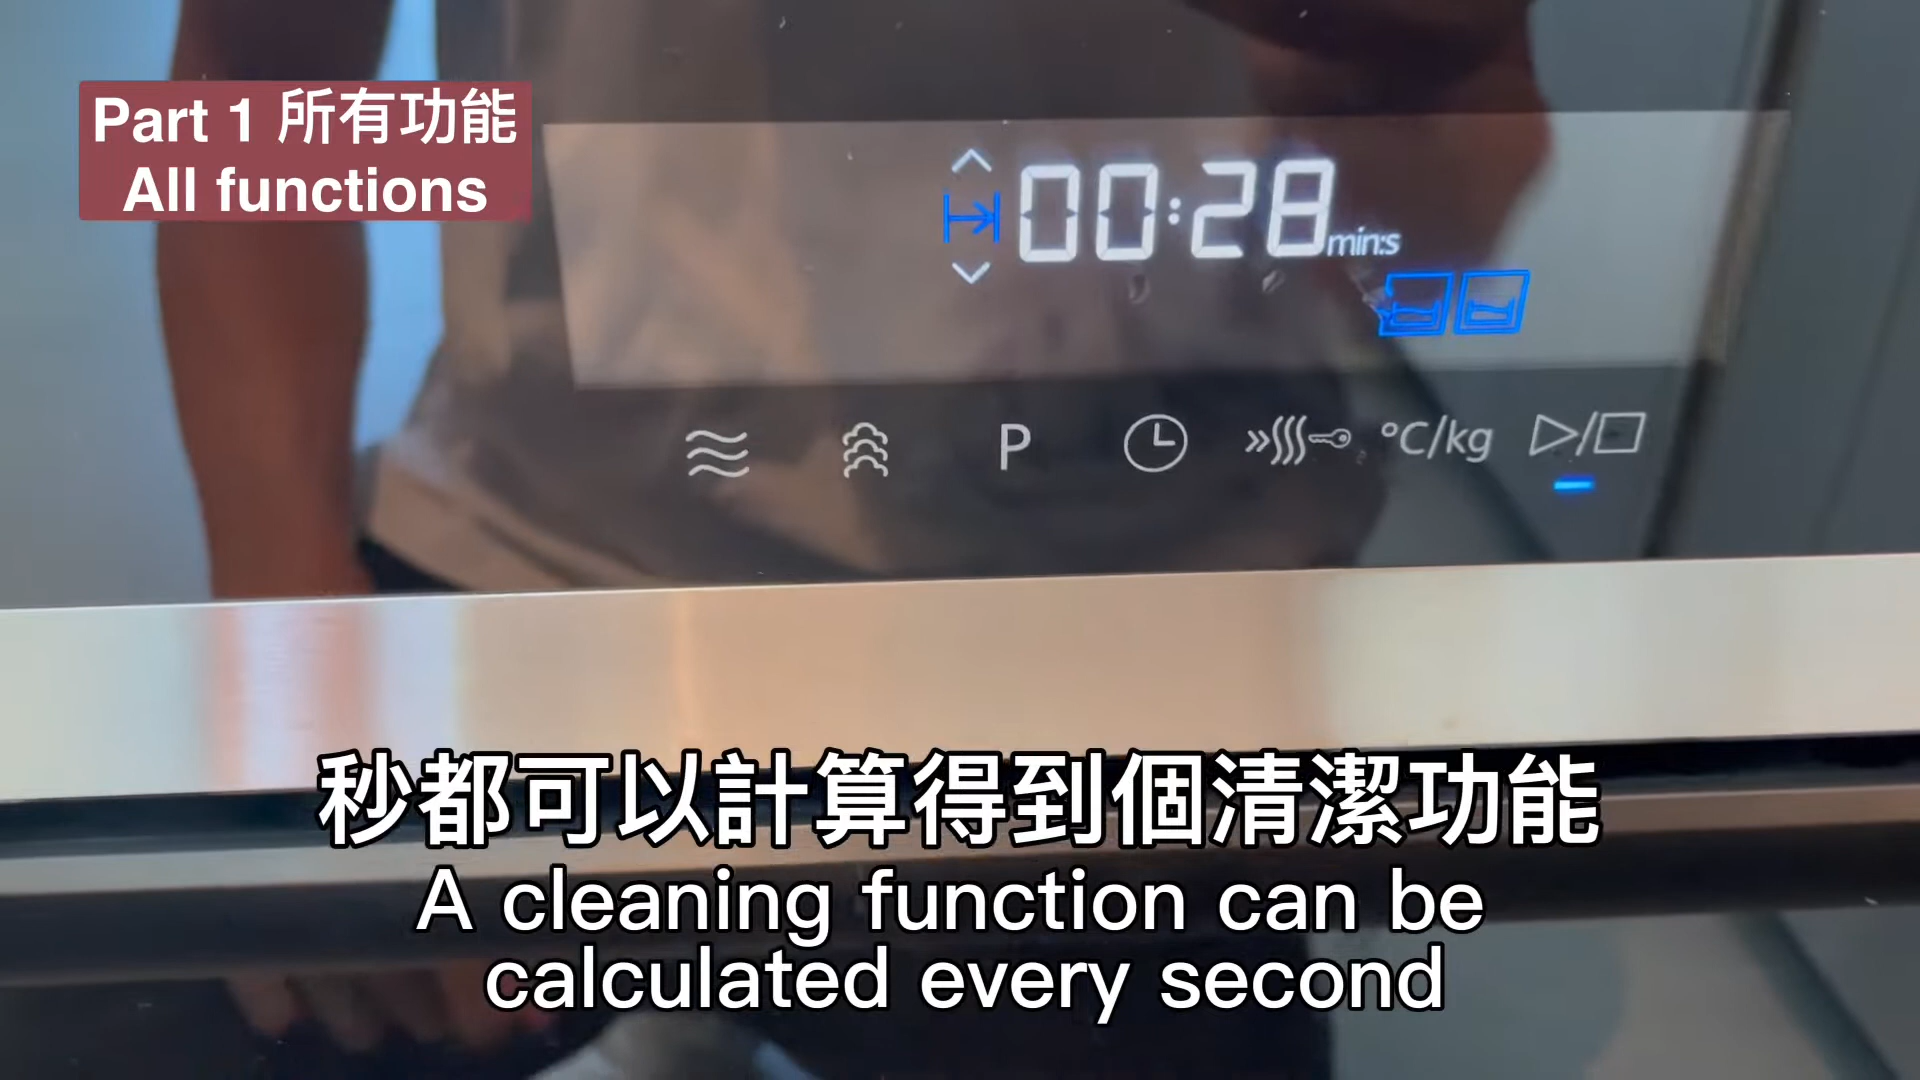 Part 1 所有功能
All functions
00:28 min:s
P °C/kg
秒都可以計算得到個清潔功能
A cleaning function can be
calculated every second